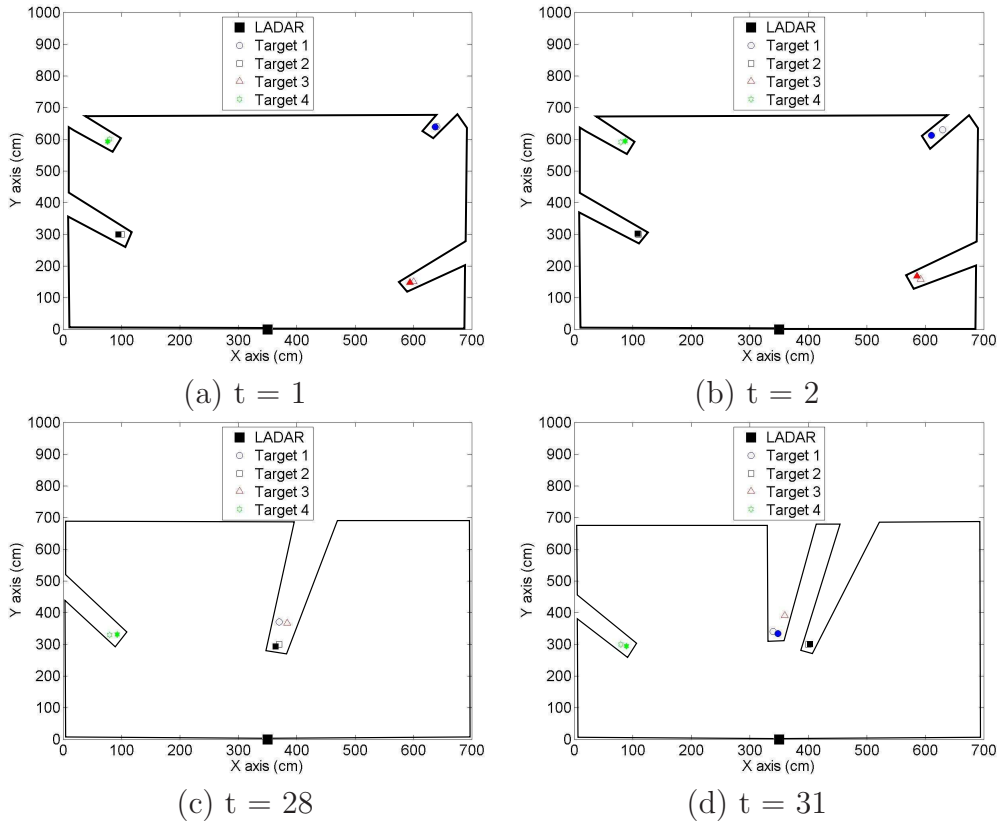 1000
900
800
700
600
500
400
300
200
100
0
Y axis (cm)
LADAR
Target 1
Target 2
Target 3
Target 4
0 100 200 300 400 500 600 700
X axis (cm)
(a) t = 1
1000
900
800
700
600
500
400
300
200
100
0
Y axis (cm)
LADAR
Target 1
Target 2
Target 3
Target 4
0 100 200 300 400 500 600 700
X axis (cm)
(b) t = 2
1000
900
800
700
600
500
400
300
200
100
0
Y axis (cm)
LADAR
Target 1
Target 2
Target 3
Target 4
0 100 200 300 400 500 600 700
X axis (cm)
(c) t = 28
1000
900
800
700
600
500
400
300
200
100
0
Y axis (cm)
LADAR
Target 1
Target 2
Target 3
Target 4
0 100 200 300 400 500 600 700
X axis (cm)
(d) t = 31